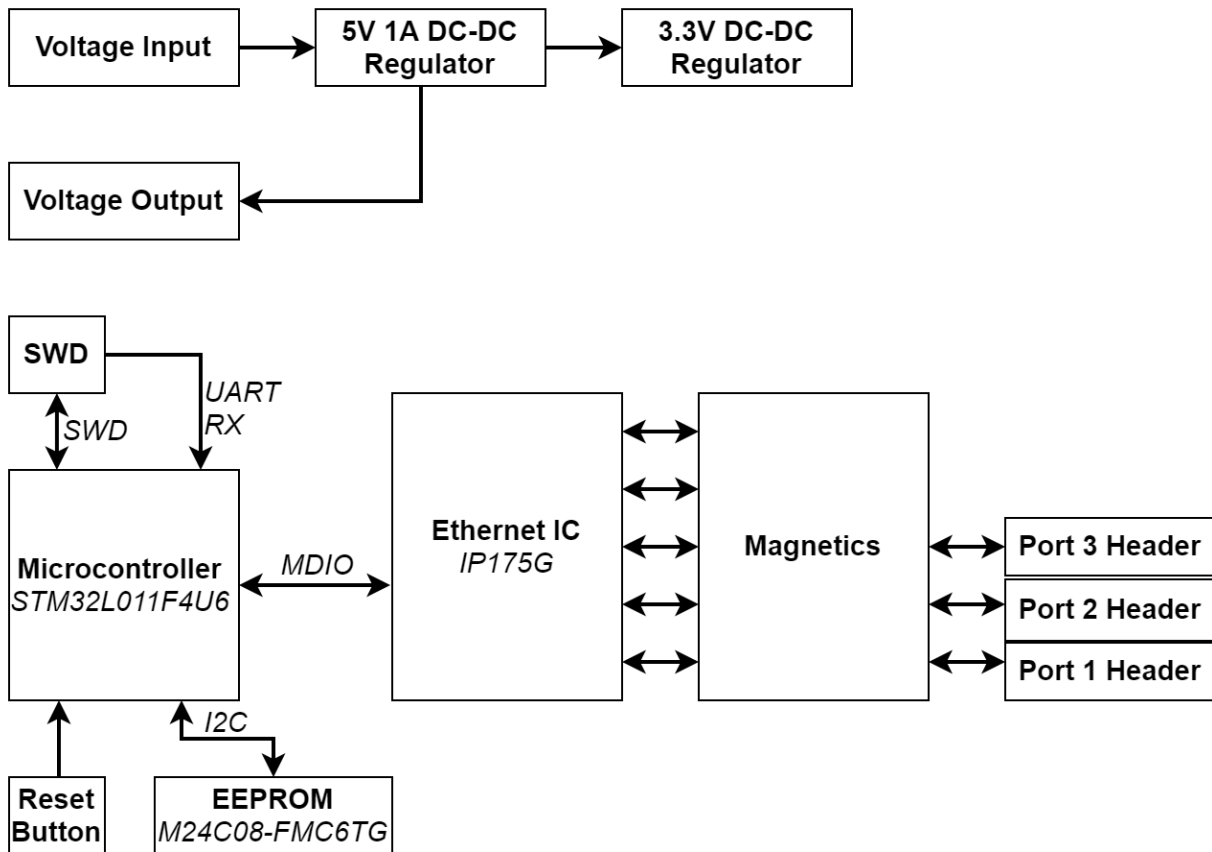 Voltage Input
5V 1A DC-DC
Regulator
3.3V DC-DC
Regulator
Voltage Output
SWD
UART
RX
SWD
Microcontroller
STM32L011F4U6
MDIO
Ethernet IC
IP175G
Magnetics
Port 3 Header
Port 2 Header
Port 1 Header
I2C
Reset
Button
EEPROM
M24C08-FMC6TG